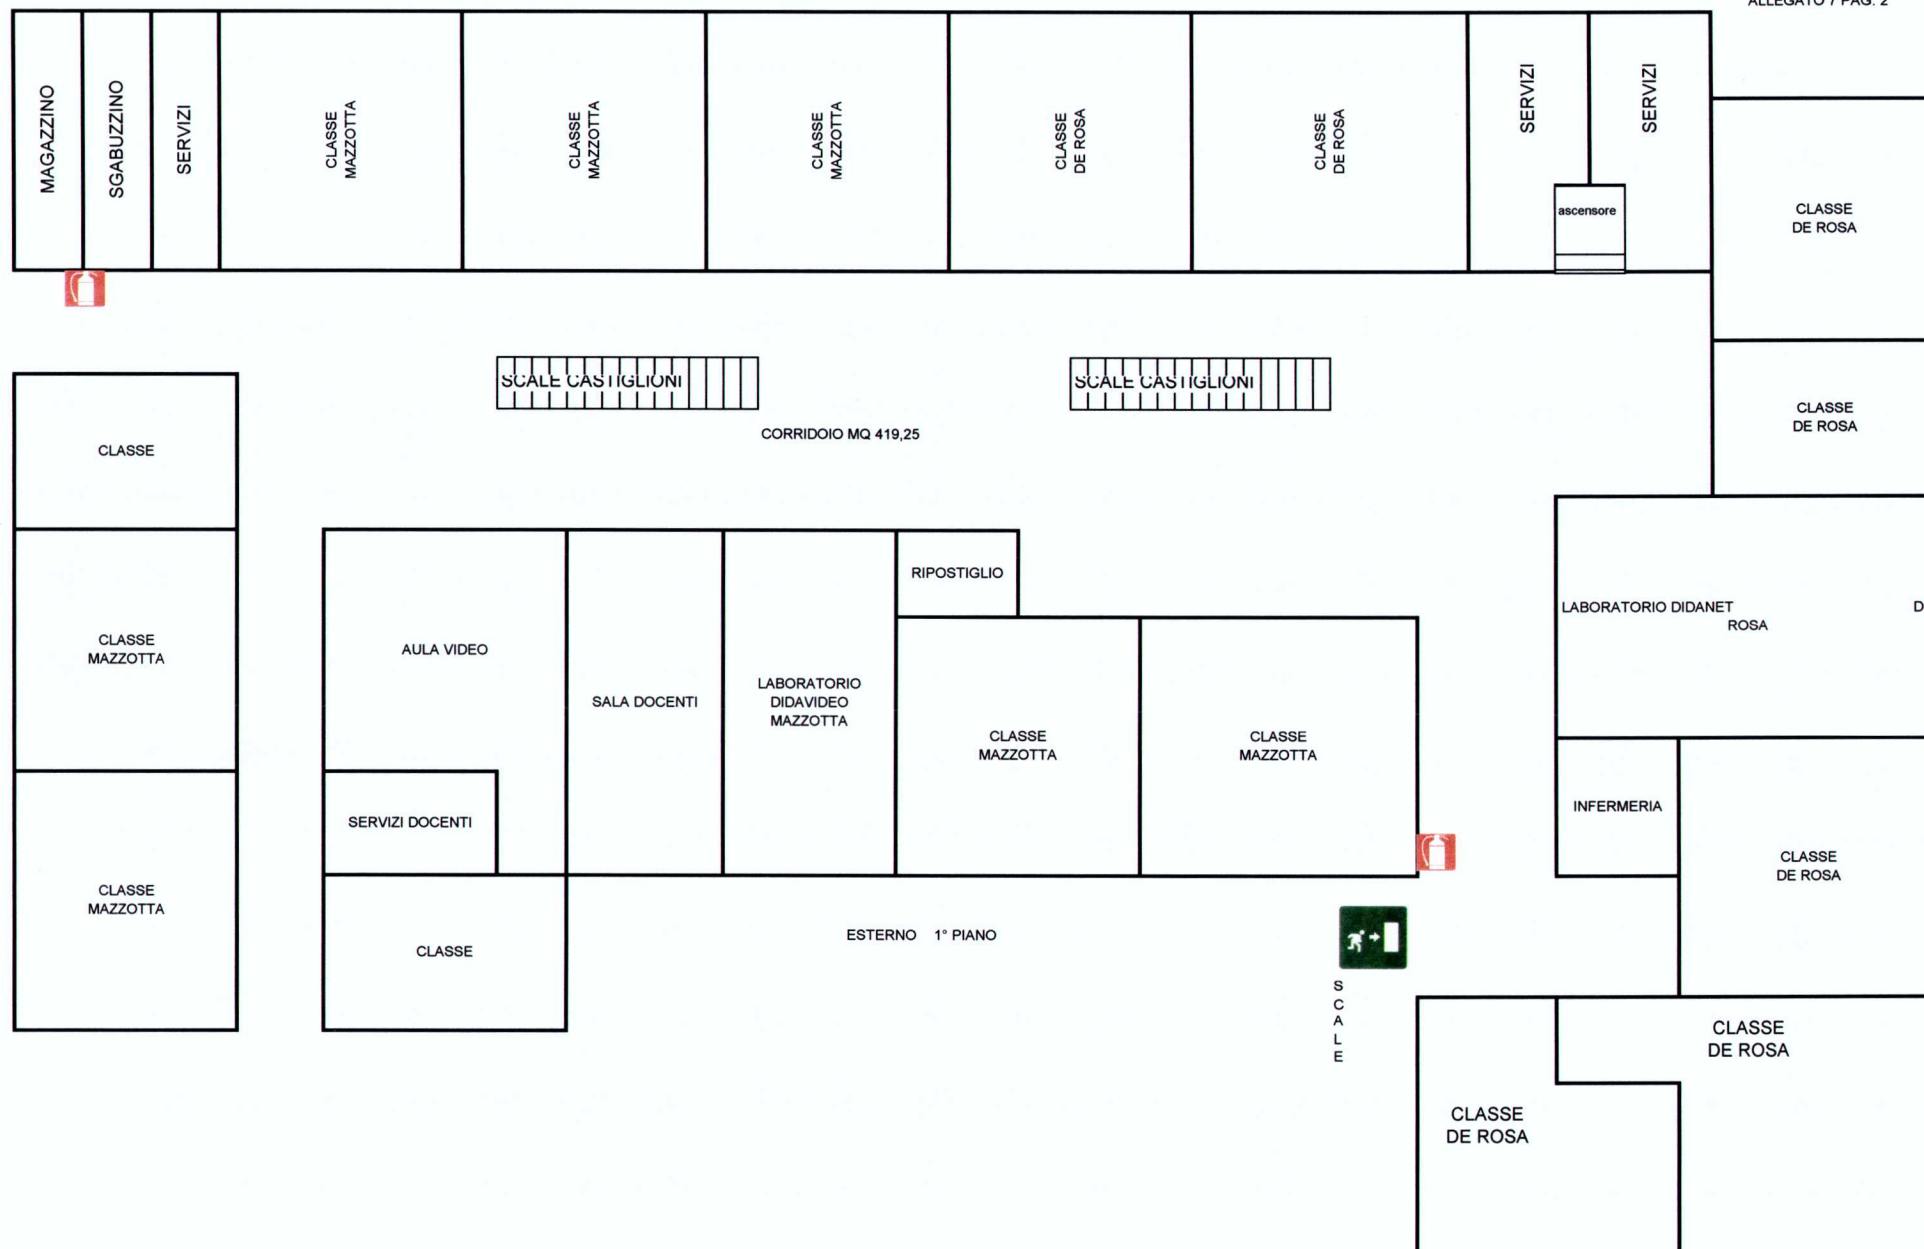 ALLEGATO 7 PAG. 2
MAGAZZINO
SGABUZZINO
SERVIZI
CLASSE
MAZZOTTA
CLASSE
MAZZOTTA
CLASSE
MAZZOTTA
CLASSE
DE ROSA
CLASSE
DE ROSA
SERVIZI
SERVIZI
ascensore
CLASSE
DE ROSA
SCALE CASTIGLIONI
SCALE CASTIGLIONI
CORRIDOIO MQ 419,25
CLASSE
DE ROSA
CLASSE
CLASSE
MAZZOTTA
CLASSE
MAZZOTTA
AULA VIDEO
SERVIZI DOCENTI
CLASSE
SALA DOCENTI
LABORATORIO
DIDAVIDEO
MAZZOTTA
RIPOSTIGLIO
CLASSE
MAZZOTTA
CLASSE
MAZZOTTA
LABORATORIO DIDANET D
ROSA
INFERMERIA
CLASSE
DE ROSA
ESTERNO 1° PIANO
S
C
A
L
E
CLASSE
DE ROSA
CLASSE
DE ROSA